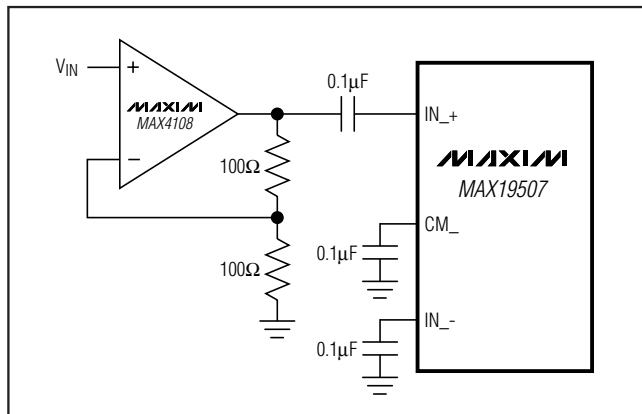 V_IN
+
MAXIM
MAX4108
−
100Ω
100Ω
0.1µF
IN_+
MAXIM
MAX19507
CM_
0.1µF
IN_-
0.1µF